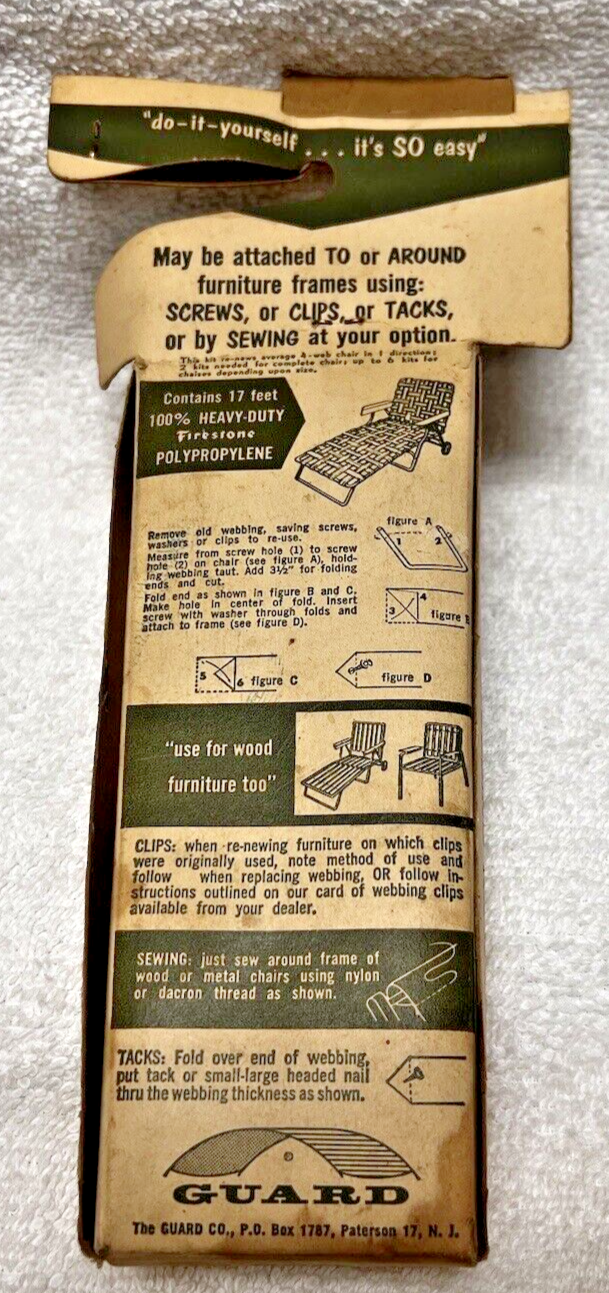 "do-it-yourself . . . it's SO easy"
May be attached TO or AROUND
furniture frames using:
SCREWS, or CLIPS, or TACKS,
or by SEWING at your option.
This kit re-news average 4-web chair in 1 direction;
2 kits needed for complete chair; up to 6 kits for
chaises depending upon size.
Contains 17 feet
100% HEAVY-DUTY
Firestone
POLYPROPYLENE
Remove old webbing, saving screws,
washers or clips to re-use.
Measure from screw hole (1) to screw
hole (2) on chair (see figure A), hold-
ing webbing taut. Add 3½" for folding
ends and cut.
Fold end as shown in figure B and C.
Make hole in center of fold. Insert
screw with washer through folds and
attach to frame (see figure D).
figure A
1 2
4
3 figure B
5
6 figure C
figure D
"use for wood
furniture too"
CLIPS: when re-newing furniture on which clips
were originally used, note method of use and
follow when replacing webbing, OR follow in-
structions outlined on our card of webbing clips
available from your dealer.
SEWING: just sew around frame of
wood or metal chairs using nylon
or dacron thread as shown.
TACKS: Fold over end of webbing,
put tack or small-large headed nail
thru the webbing thickness as shown.
®
GUARD
The GUARD CO., P.O. Box 1787, Paterson 17, N. J.